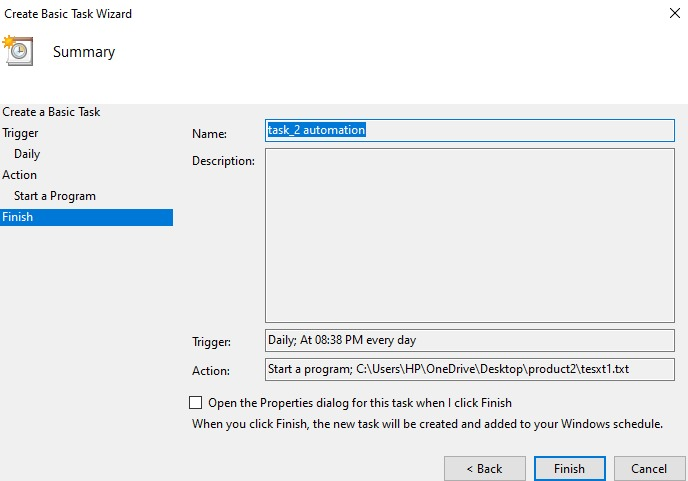 Create Basic Task Wizard
Summary
Create a Basic Task
Trigger
Daily
Action
Start a Program
Finish
Name: task_2 automation
Description:
Trigger: Daily; At 08:38 PM every day
Action: Start a program; C:\Users\HP\OneDrive\Desktop\product2\tesxt1.txt
Open the Properties dialog for this task when I click Finish
When you click Finish, the new task will be created and added to your Windows schedule.
< Back Finish Cancel